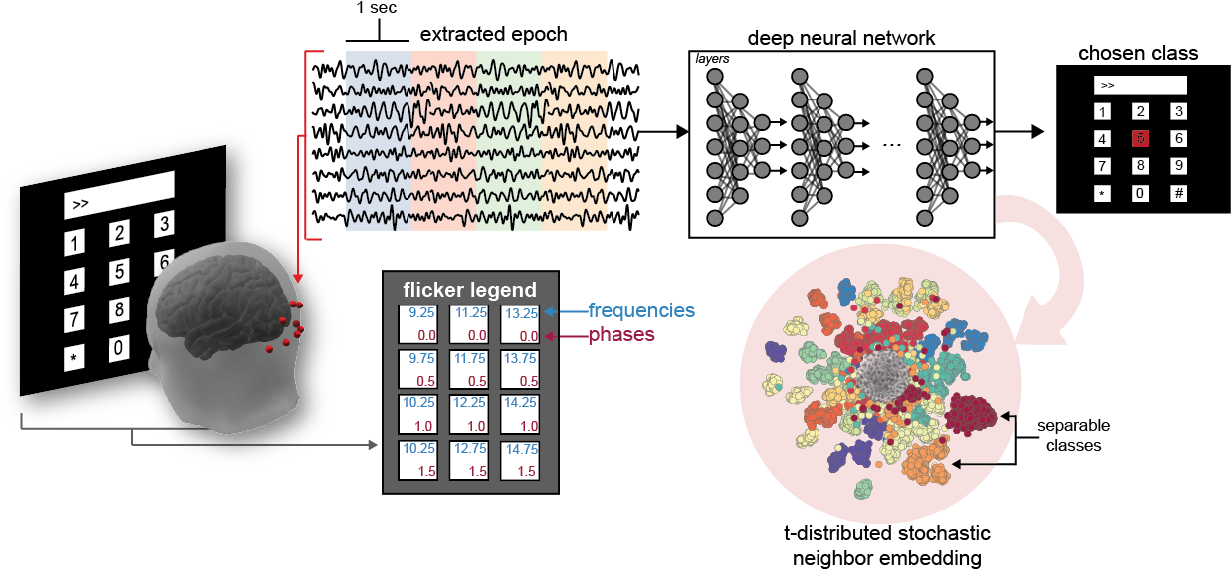 1 sec
extracted epoch
deep neural network
layers
...
chosen class
>>
1 2 3
4 5 6
7 8 9
* 0 #
>>
1 2 3
4 5 6
7 8
* 0
flicker legend
9.25 11.25 13.25
0.0 0.0 0.0
9.75 11.75 13.75
0.5 0.5 0.5
10.25 12.25 14.25
1.0 1.0 1.0
10.25 12.75 14.75
1.5 1.5 1.5
frequencies
phases
separable
classes
t-distributed stochastic
neighbor embedding